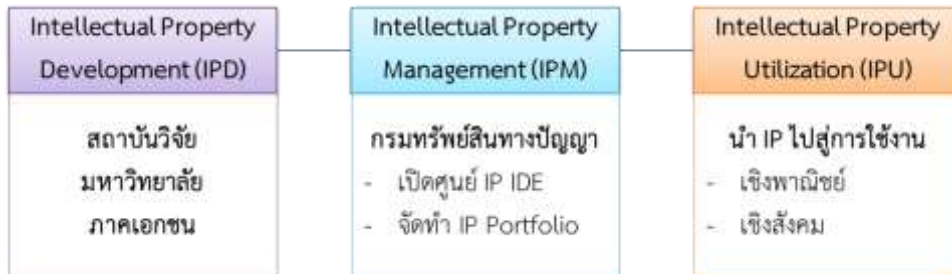 Intellectual Property
Development (IPD)
สถาบันวิจัย
มหาวิทยาลัย
ภาคเอกชน
Intellectual Property
Management (IPM)
กรมทรัพย์สินทางปัญญา
- เปิดศูนย์ IP IDE
- จัดทำ IP Portfolio
Intellectual Property
Utilization (IPU)
นำ IP ไปสู่การใช้งาน
- เชิงพาณิชย์
- เชิงสังคม